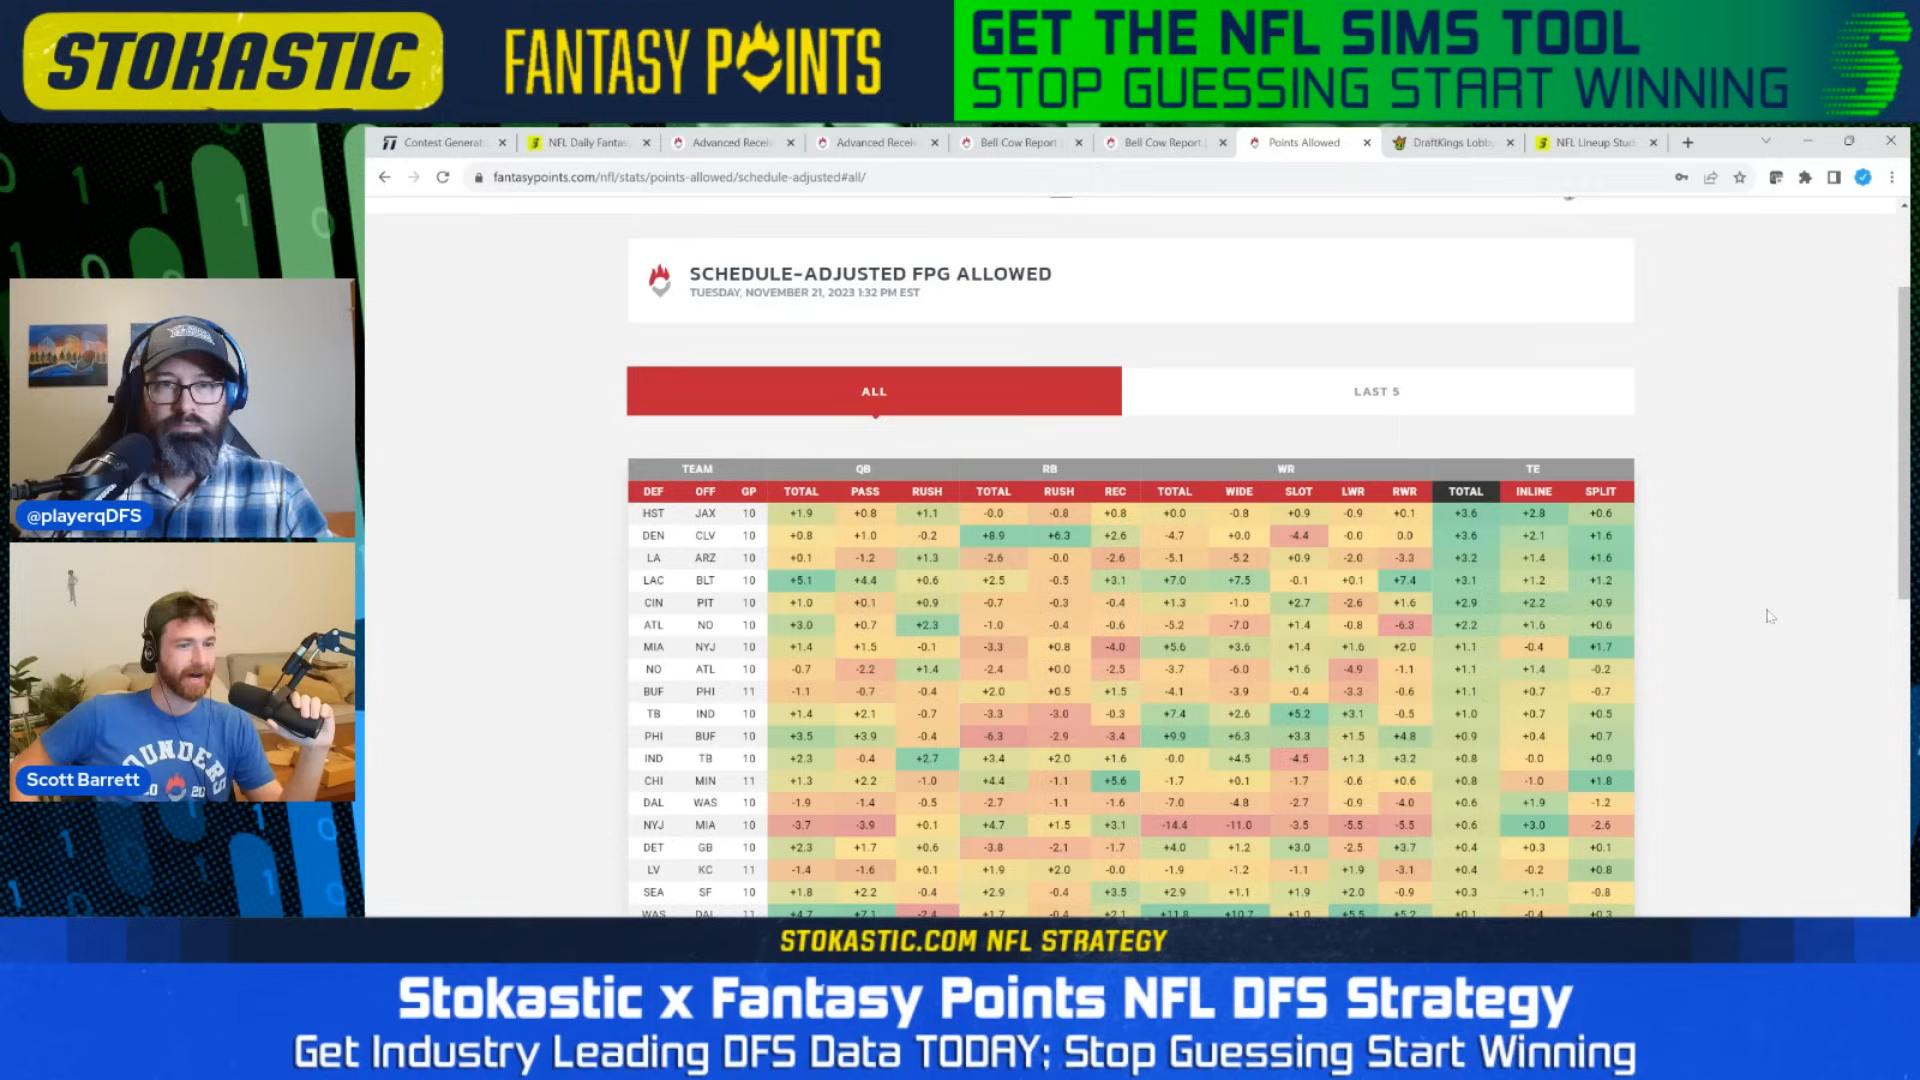 STOKASTIC
FANTASY POINTS
GET THE NFL SIMS TOOL
STOP GUESSING START WINNING
Contest Generat
NFL Daily Fantas
Advanced Recei
Advanced Recei
Bell Cow Report
Bell Cow Report
Points Allowed
DraftKings Lobb
NFL Lineup Stud
fantasypoints.com/nfl/stats/points-allowed/schedule-adjusted#all/
SCHEDULE-ADJUSTED FPG ALLOWED
TUESDAY, NOVEMBER 21, 2023 1:32 PM EST
ALL
LAST 5
TEAM QB RB WR TE
DEF OFF GP TOTAL PASS RUSH TOTAL RUSH REC TOTAL WIDE SLOT LWR RWR TOTAL INLINE SPLIT
HST JAX 10 +1.9 +0.8 +1.1 -0.0 -0.8 +0.8 +0.0 -0.8 +0.9 -0.9 +0.1 +3.6 +2.8 +0.6
DEN CLV 10 +0.8 +1.0 -0.2 +8.9 +6.3 +2.6 -4.7 +0.0 -4.4 -0.0 0.0 +3.6 +2.1 +1.6
LA ARZ 10 +0.1 -1.2 +1.3 -2.6 -0.0 -2.6 -5.1 -5.2 +0.9 -2.0 -3.3 +3.2 +1.4 +1.6
LAC BLT 10 +5.1 +4.4 +0.6 +2.5 -0.5 +3.1 +7.0 +7.5 -0.1 +0.1 +7.4 +3.1 +1.2 +1.2
CIN PIT 10 +1.0 +0.1 +0.9 -0.7 -0.3 -0.4 +1.3 -1.0 +2.7 -2.6 +1.6 +2.9 +2.2 +0.9
ATL NO 10 +3.0 +0.7 +2.3 -1.0 -0.4 -0.6 -5.2 -7.0 +1.4 -0.8 -6.3 +2.2 +1.6 +0.6
MIA NYJ 10 +1.4 +1.5 -0.1 -3.3 +0.8 -4.0 +5.6 +3.6 +1.4 +1.6 +2.0 +1.1 -0.4 +1.7
NO ATL 10 -0.7 -2.2 +1.4 -2.4 +0.0 -2.5 -3.7 -6.0 +1.6 -4.9 -1.1 +1.1 +1.4 -0.2
BUF PHI 11 -1.1 -0.7 -0.4 +2.0 +0.5 +1.5 -4.1 -3.9 -0.4 -3.3 -0.6 +1.1 +0.7 -0.7
TB IND 10 +1.4 +2.1 -0.7 -3.3 -3.0 -0.3 +7.4 +2.6 +5.2 +3.1 -0.5 +1.0 +0.7 +0.5
PHI BUF 10 +3.5 +3.9 -0.4 -6.3 -2.9 -3.4 +9.9 +6.3 +3.3 +1.5 +4.8 +0.9 +0.4 +0.7
IND TB 10 +2.3 -0.4 +2.7 +3.4 +2.0 +1.6 -0.0 +4.5 -4.5 +1.3 +3.2 +0.8 -0.0 +0.9
CHI MIN 11 +1.3 +2.2 -1.0 +4.4 -1.1 +5.6 -1.7 +0.1 -1.7 -0.6 +0.6 +0.8 -1.0 +1.8
DAL WAS 10 -1.9 -1.4 -0.5 -2.7 -1.1 -1.6 -7.0 -4.8 -2.7 -0.9 -4.0 +0.6 +1.9 -1.2
NYJ MIA 10 -3.7 -3.9 +0.1 +4.7 +1.5 +3.1 -14.4 -11.0 -3.5 -5.5 -5.5 +0.6 +3.0 -2.6
DET GB 10 +2.3 +1.7 +0.6 -3.8 -2.1 -1.7 +4.0 +1.2 +3.0 -2.5 +3.7 +0.4 +0.3 +0.1
LV KC 11 -1.4 -1.6 +0.1 +1.9 +2.0 -0.0 -1.9 -1.2 -1.1 +1.9 -3.1 +0.4 -0.2 +0.8
SEA SF 10 +1.8 +2.2 -0.4 +2.9 -0.4 +3.5 +2.9 +1.1 +1.9 +2.0 -0.9 +0.3 +1.1 -0.8
WAS DAL 11 +4.7 +7.1 -2.4 +1.7 -0.4 +2.1 +11.8 +10.7 +1.0 +5.5 +5.2 +0.1 -0.4 +0.3
@playerqDFS
Scott Barrett
STOKASTIC.COM NFL STRATEGY
Stokastic x Fantasy Points NFL DFS Strategy
Get Industry Leading DFS Data TODAY; Stop Guessing Start Winning